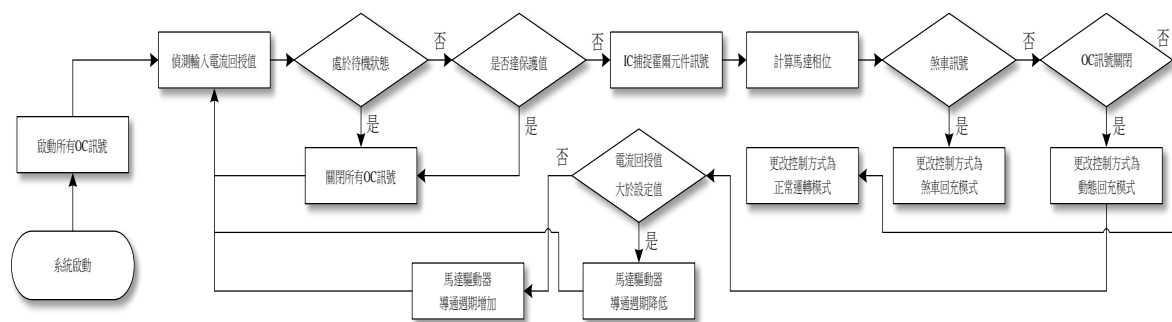 系統啟動
啟動所有OC訊號
偵測輸入電流回授值
處於待機狀態
否
是
關閉所有OC訊號
是否達保護值
否
是
IC捕捉霍爾元件訊號
計算馬達相位
煞車訊號
否
是
更改控制方式為
煞車回充模式
OC訊號關閉
否
是
更改控制方式為
動態回充模式
更改控制方式為
正常運轉模式
電流回授值
大於設定值
否
是
馬達驅動器
導通週期增加
馬達驅動器
導通週期降低